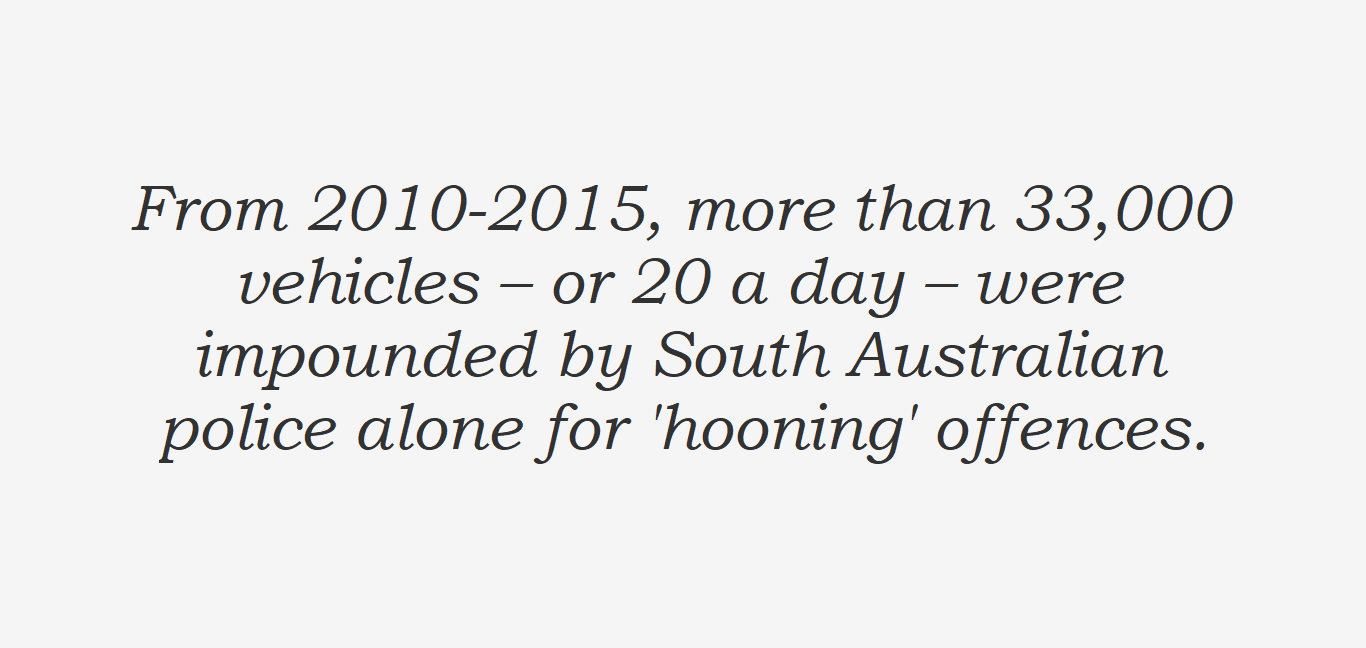 From 2010-2015, more than 33,000
vehicles – or 20 a day – were
impounded by South Australian
police alone for 'hooning' offences.